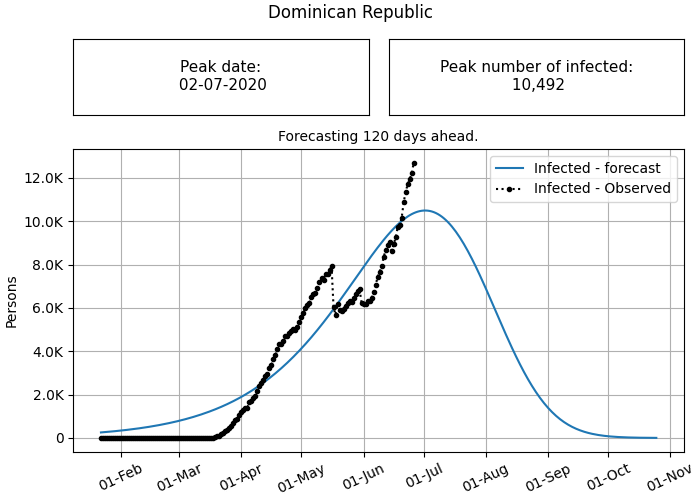 Dominican Republic
Peak date:
02-07-2020
Peak number of infected:
10,492
Forecasting 120 days ahead.
Infected - forecast
Infected - Observed
Persons
12.0K
10.0K
8.0K
6.0K
4.0K
2.0K
0
01-Feb
01-Mar
01-Apr
01-May
01-Jun
01-Jul
01-Aug
01-Sep
01-Oct
01-Nov